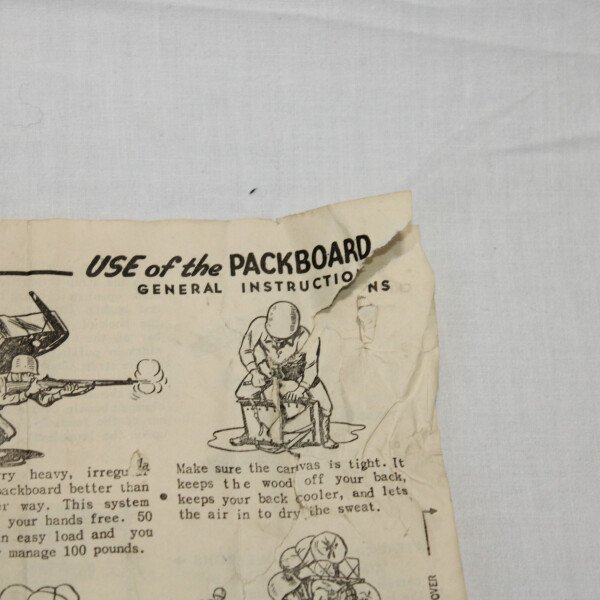 USE of the PACKBOARD
GENERAL INSTRUCTIONS
heavy,
packboard better than
way. This system
your hands free. 50
easy load and you
manage 100 pounds.
Make sure the canvas is tight. It
keeps the wood off your back,
keeps your back cooler, and lets
the air in to dry the sweat.
OVER